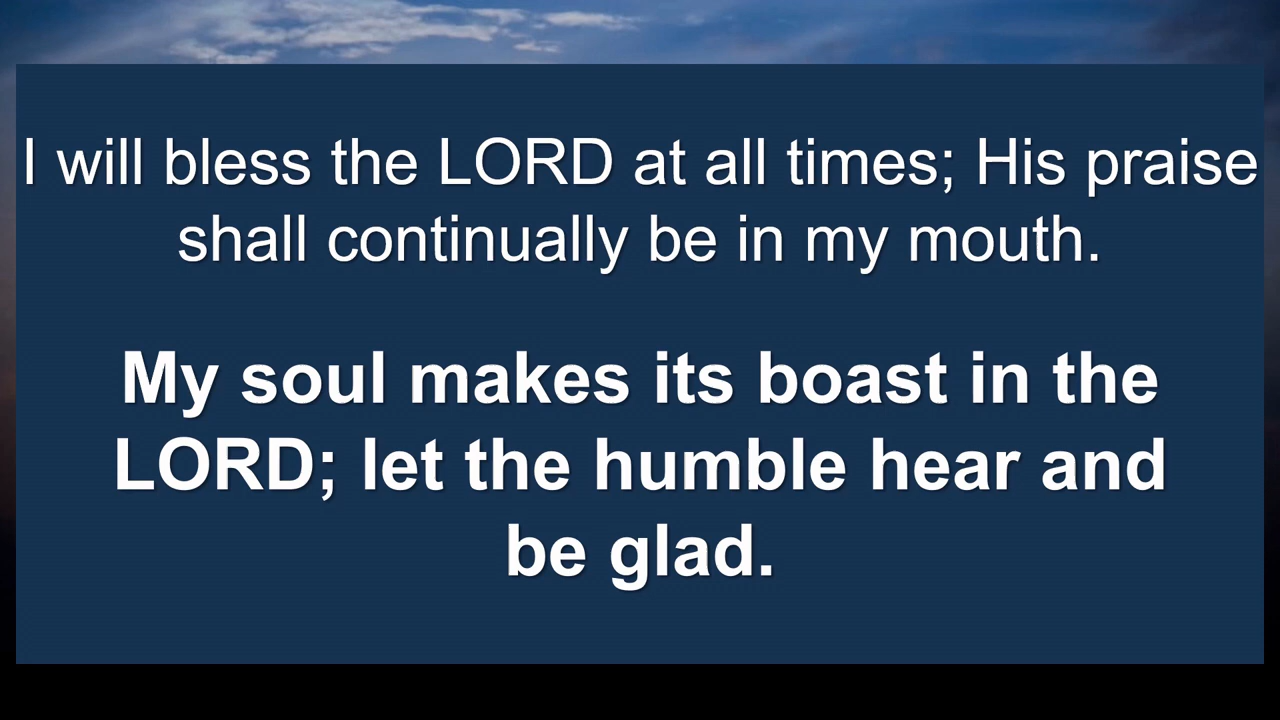 I will bless the LORD at all times; His praise
shall continually be in my mouth.
My soul makes its boast in the
LORD; let the humble hear and
be glad.